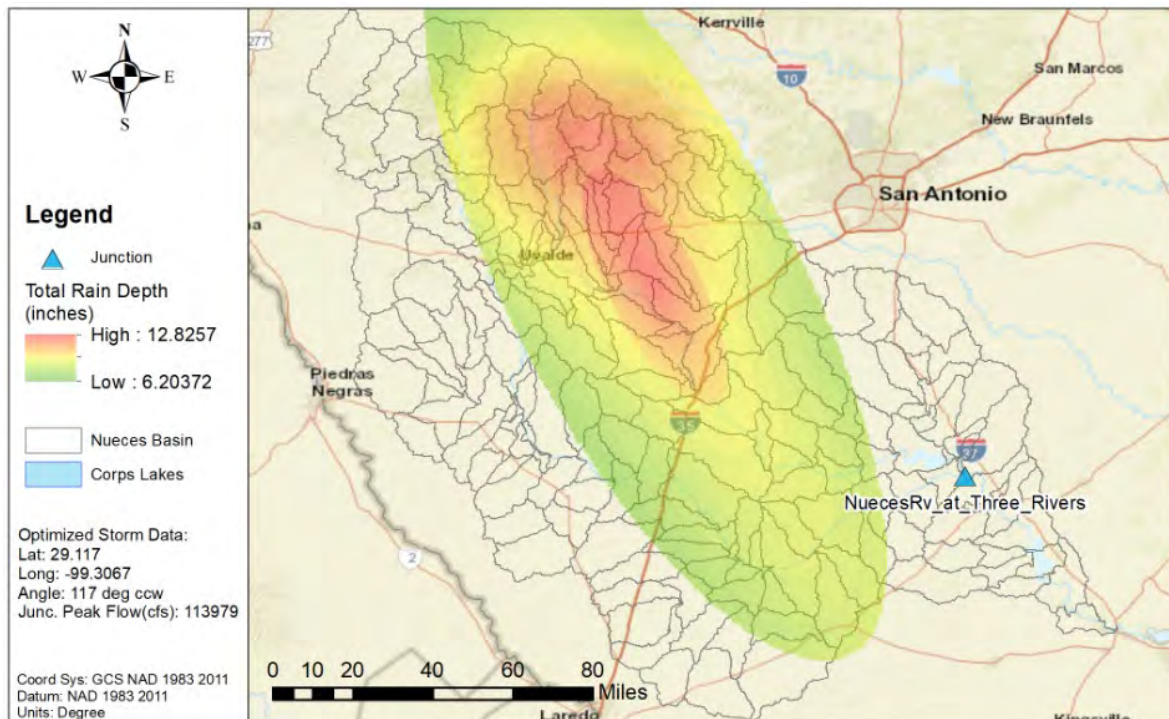 N
W E
S
Legend
Junction
Total Rain Depth
(inches)
High : 12.8257
Low : 6.20372
Nueces Basin
Corps Lakes
Optimized Storm Data:
Lat: 29.117
Long: -99.3067
Angle: 117 deg ccw
Junc. Peak Flow(cfs): 113979
Coord Sys: GCS NAD 1983 2011
Datum: NAD 1983 2011
Units: Degree
277
Kerrville
10
San Marcos
New Braunfels
San Antonio
Uvalde
Piedras
Negras
35
37
NuecesRv_at_Three_Rivers
2
0 10 20 40 60 80
Miles
Laredo